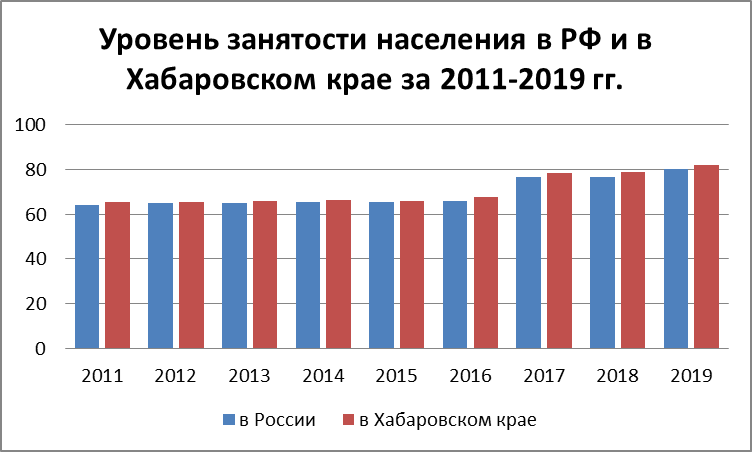 Уровень занятости населения в РФ и в
Хабаровском крае за 2011-2019 гг.
100
80
60
40
20
0
2011 2012 2013 2014 2015 2016 2017 2018 2019
в России в Хабаровском крае